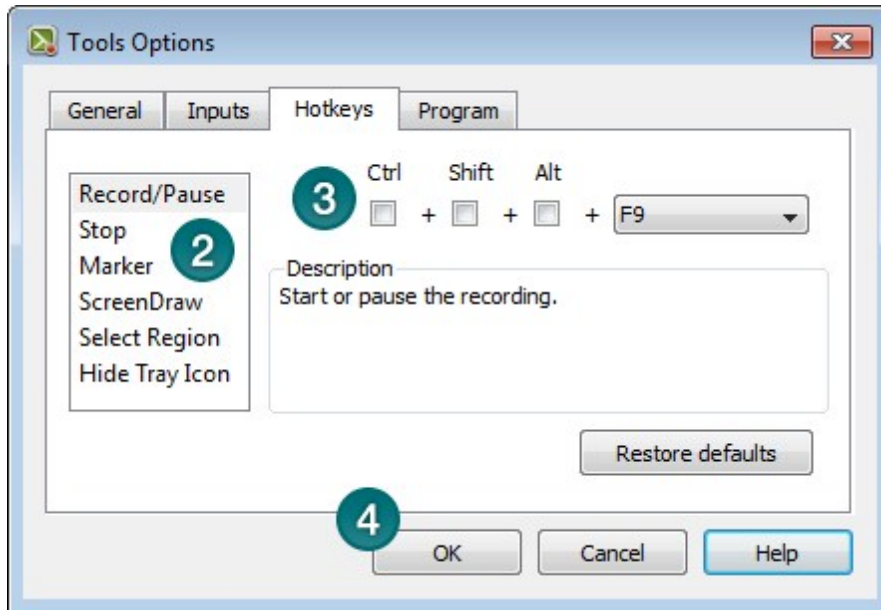 Tools Options
General Inputs Hotkeys Program
Ctrl Shift Alt
3 + + + F9
Record/Pause
Stop
2
Marker
ScreenDraw
Select Region
Hide Tray Icon
Description
Start or pause the recording.
Restore defaults
4
OK Cancel Help